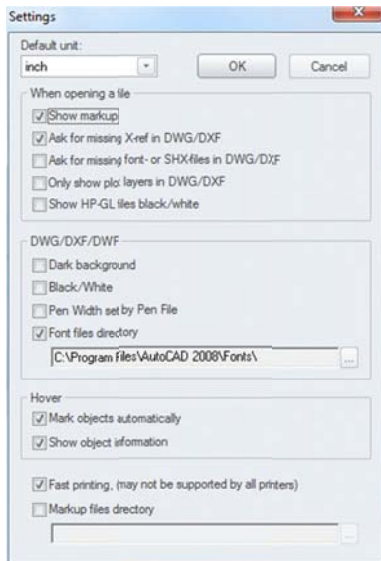 Settings
Default unit:
inch
OK
Cancel
When opening a file
Show markup
Ask for missing X-ref in DWG/DXF
Ask for missing font- or SHX-files in DWG/DXF
Only show plot layers in DWG/DXF
Show HP-GL files black/white
DWG/DXF/DWF
Dark background
Black/White
Pen Width set by Pen File
Font files directory
C:\Program Files\AutoCAD 2008\Fonts\
...
Hover
Mark objects automatically
Show object information
Fast printing, (may not be supported by all printers)
Markup files directory
...